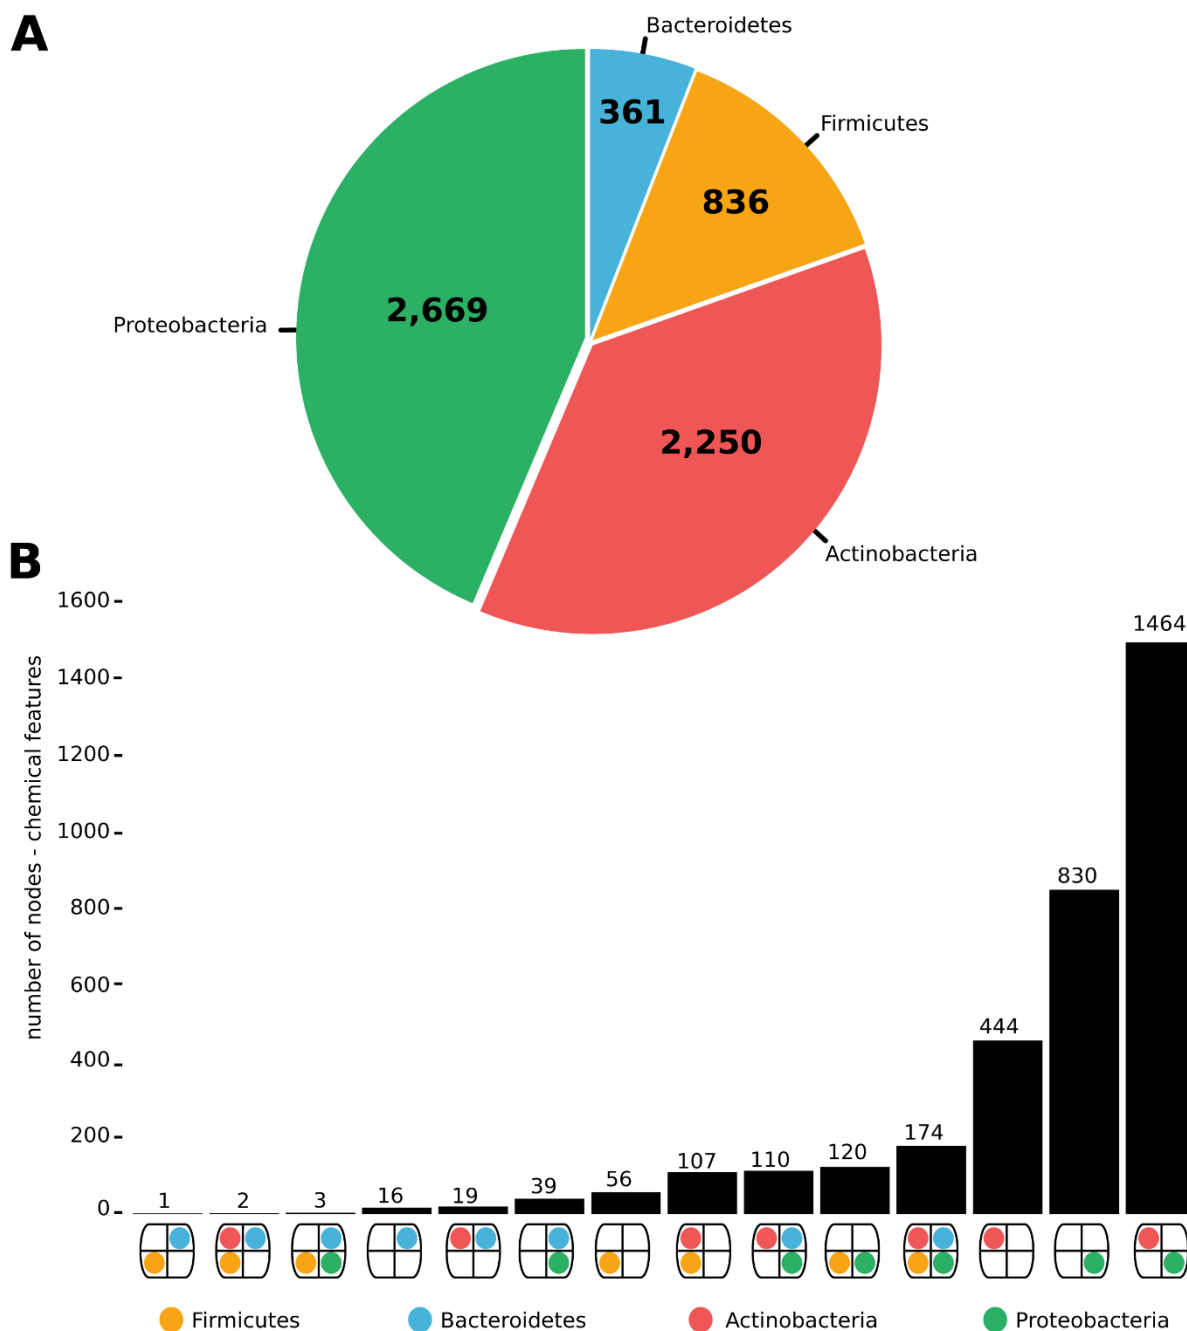 A
Bacteroidetes
361
Firmicutes
836
Proteobacteria
2,669
2,250
Actinobacteria
B
number of nodes - chemical features
1600
1400
1200
1000
800
600
400
200
0
1
2
3
16
19
39
56
107
110
120
174
444
830
1464
Firmicutes
Bacteroidetes
Actinobacteria
Proteobacteria